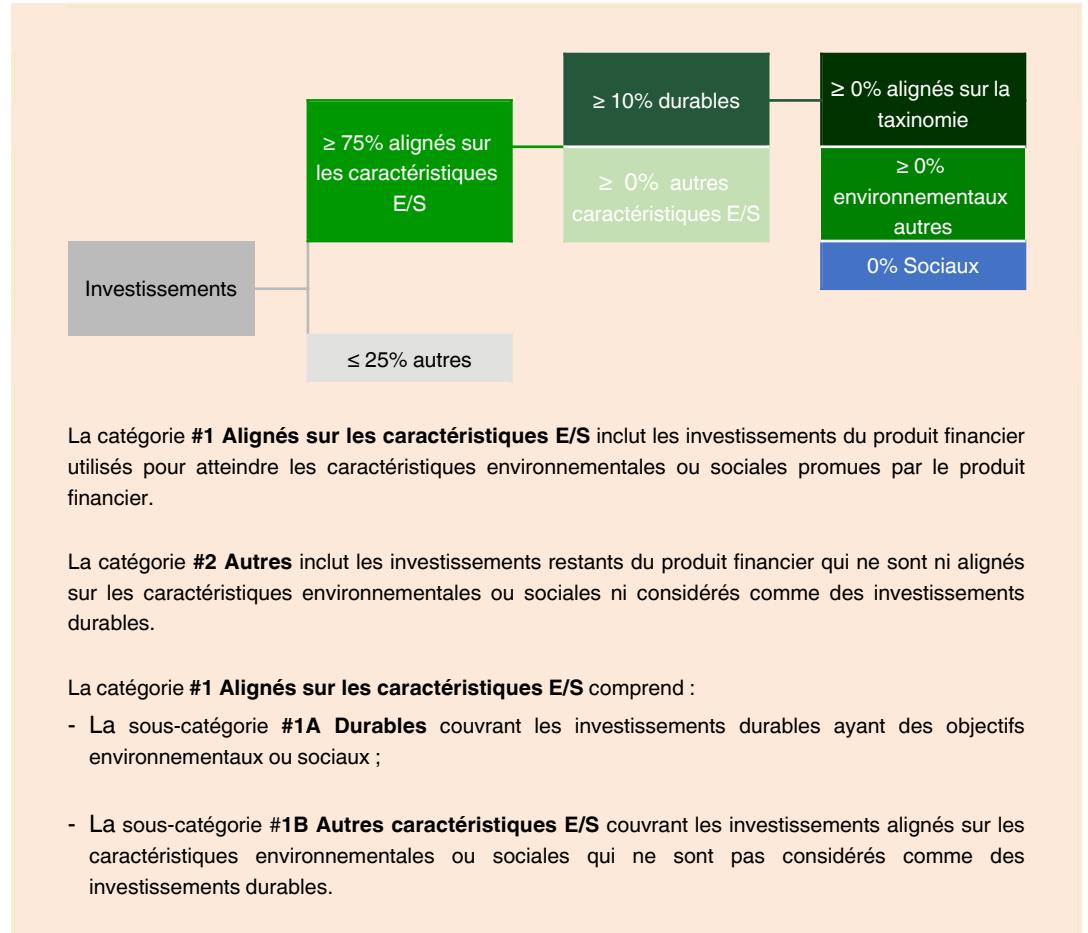 ≥ 10% durables
≥ 0% alignés sur la
taxinomie
≥ 75% alignés sur
les caractéristiques
E/S
≥ 0% autres
caractéristiques E/S
≥ 0%
environnementaux
autres
0% Sociaux
Investissements
≤ 25% autres
La catégorie #1 Alignés sur les caractéristiques E/S inclut les investissements du produit financier
utilisés pour atteindre les caractéristiques environnementales ou sociales promues par le produit
financier.
La catégorie #2 Autres inclut les investissements restants du produit financier qui ne sont ni alignés
sur les caractéristiques environnementales ou sociales ni considérés comme des investissements
durables.
La catégorie #1 Alignés sur les caractéristiques E/S comprend :
- La sous-catégorie #1A Durables couvrant les investissements durables ayant des objectifs
environnementaux ou sociaux ;
- La sous-catégorie #1B Autres caractéristiques E/S couvrant les investissements alignés sur les
caractéristiques environnementales ou sociales qui ne sont pas considérés comme des
investissements durables.